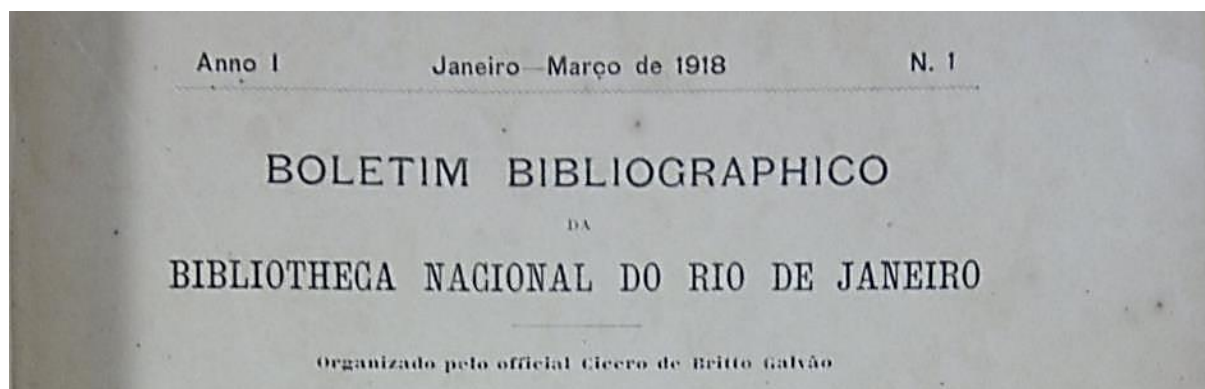 Anno I Janeiro—Março de 1918 N. 1
BOLETIM BIBLIOGRAPHICO
DA
BIBLIOTHECA NACIONAL DO RIO DE JANEIRO
Organizado pelo official Cicero de Britto Galvão